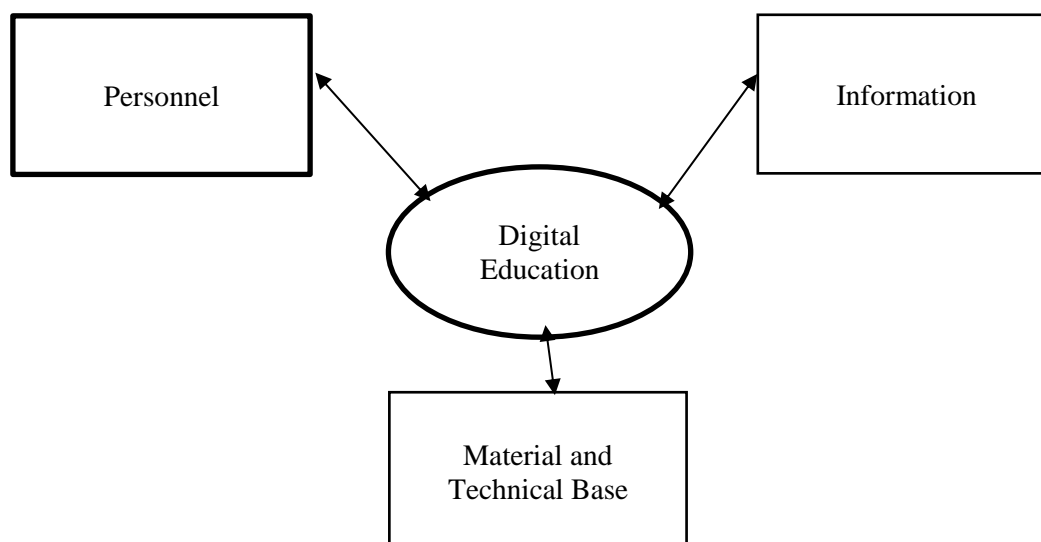 Personnel
Information
Digital
Education
Material and
Technical Base